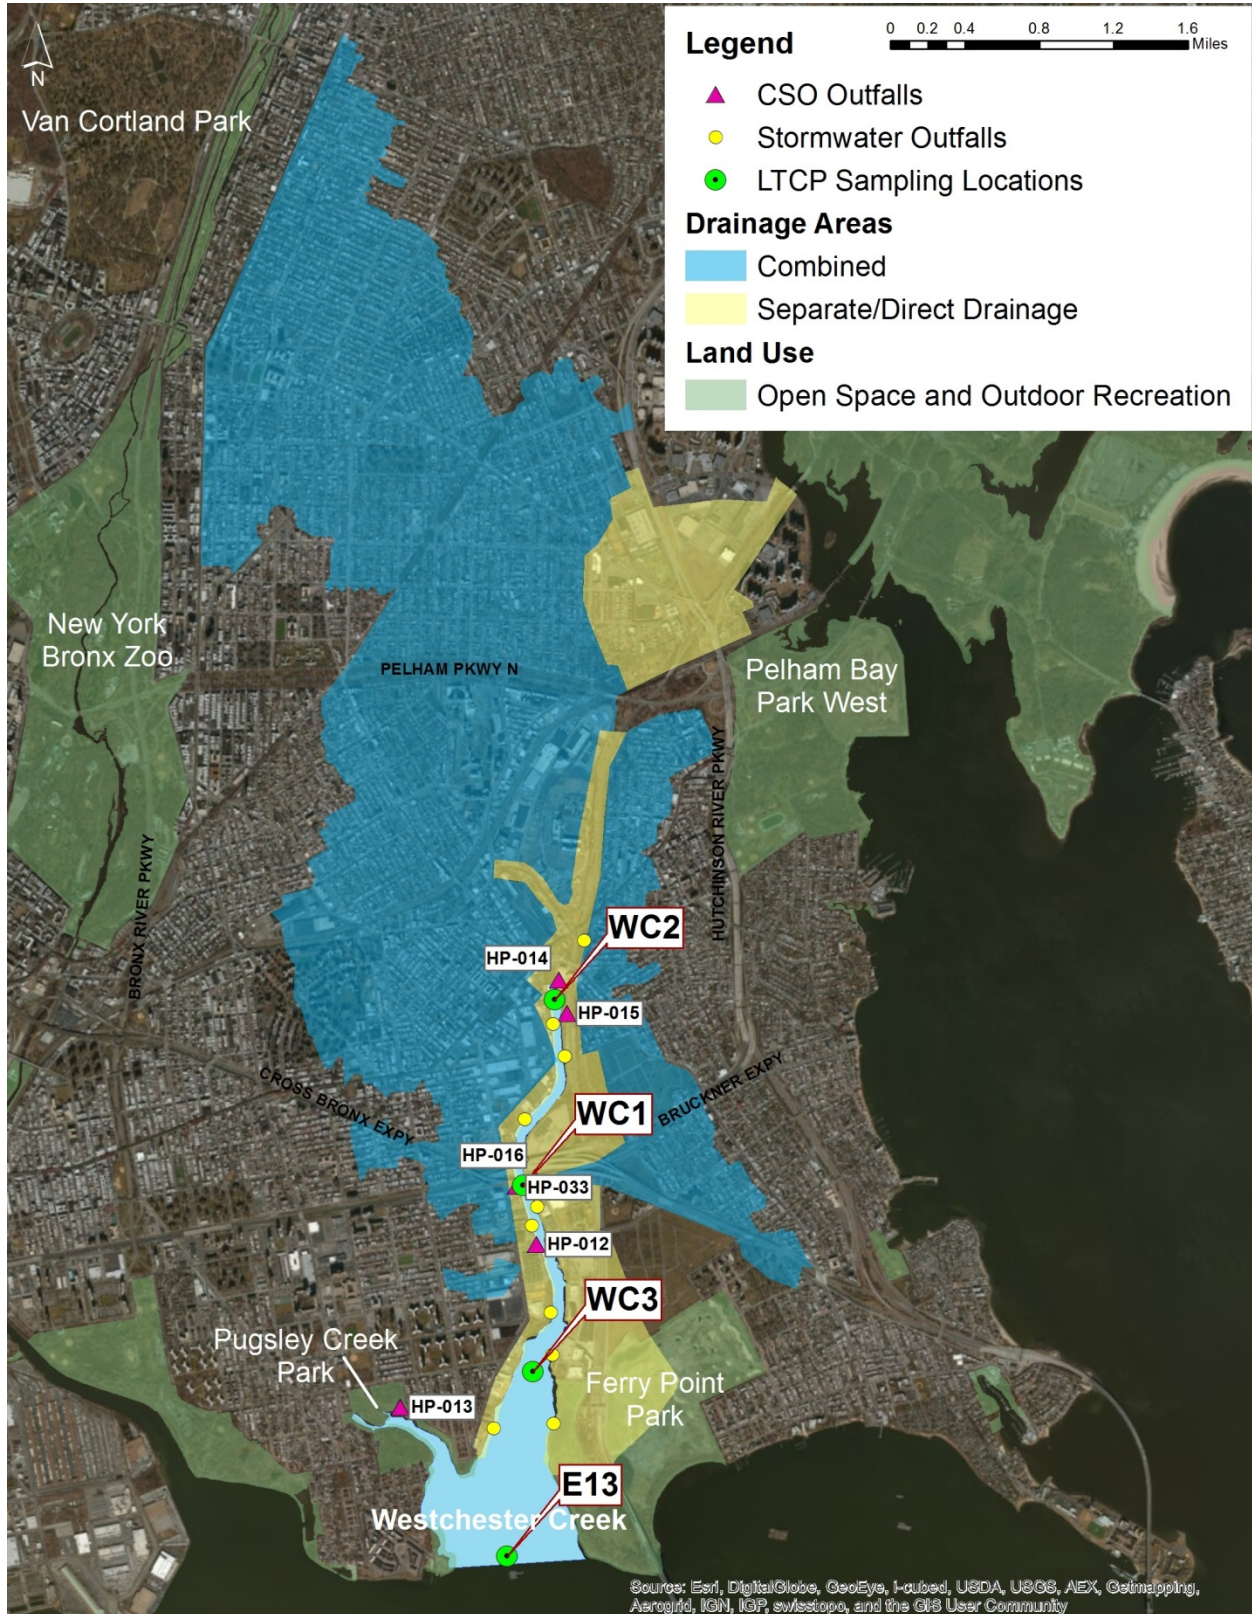 N
Van Cortland Park
Legend
0 0.2 0.4 0.8 1.2 1.6
Miles
CSO Outfalls
Stormwater Outfalls
LTCP Sampling Locations
Drainage Areas
Combined
Separate/Direct Drainage
Land Use
Open Space and Outdoor Recreation
New York
Bronx Zoo
PELHAM PKWY N
Pelham Bay
Park West
HUTCHINSON RIVER PKWY
BRONX RIVER PKWY
WC2
HP-014
HP-015
CROSS BRONX EXPY
BRUCKNER EXPY
WC1
HP-016
HP-033
HP-012
WC3
Pugsley Creek
Park
Ferry Point
Park
HP-013
E13
Westchester Creek
Source: Esri, DigitalGlobe, GeoEye, i-cubed, USDA, USGS, AEX, Getmapping,
Aerogrid, IGN, IGP, swisstopo, and the GIS User Community